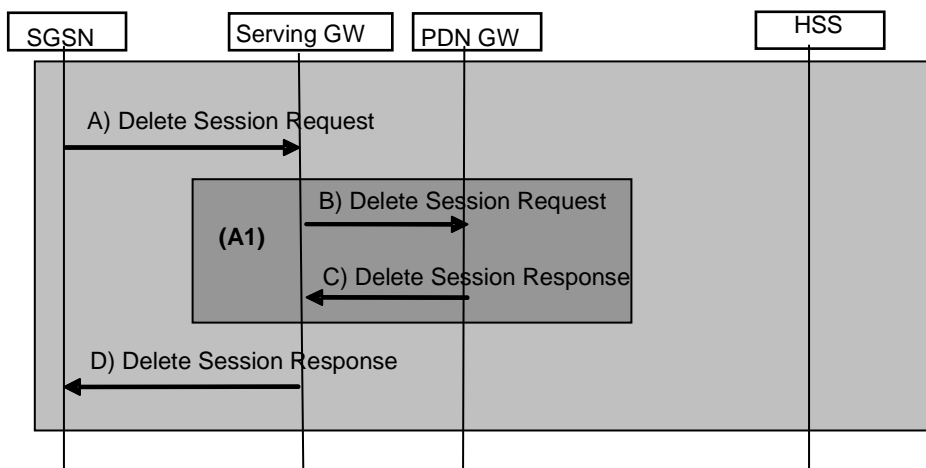 SGSN
Serving GW
PDN GW
HSS
A) Delete Session Request
B) Delete Session Request
(A1)
C) Delete Session Response
D) Delete Session Response